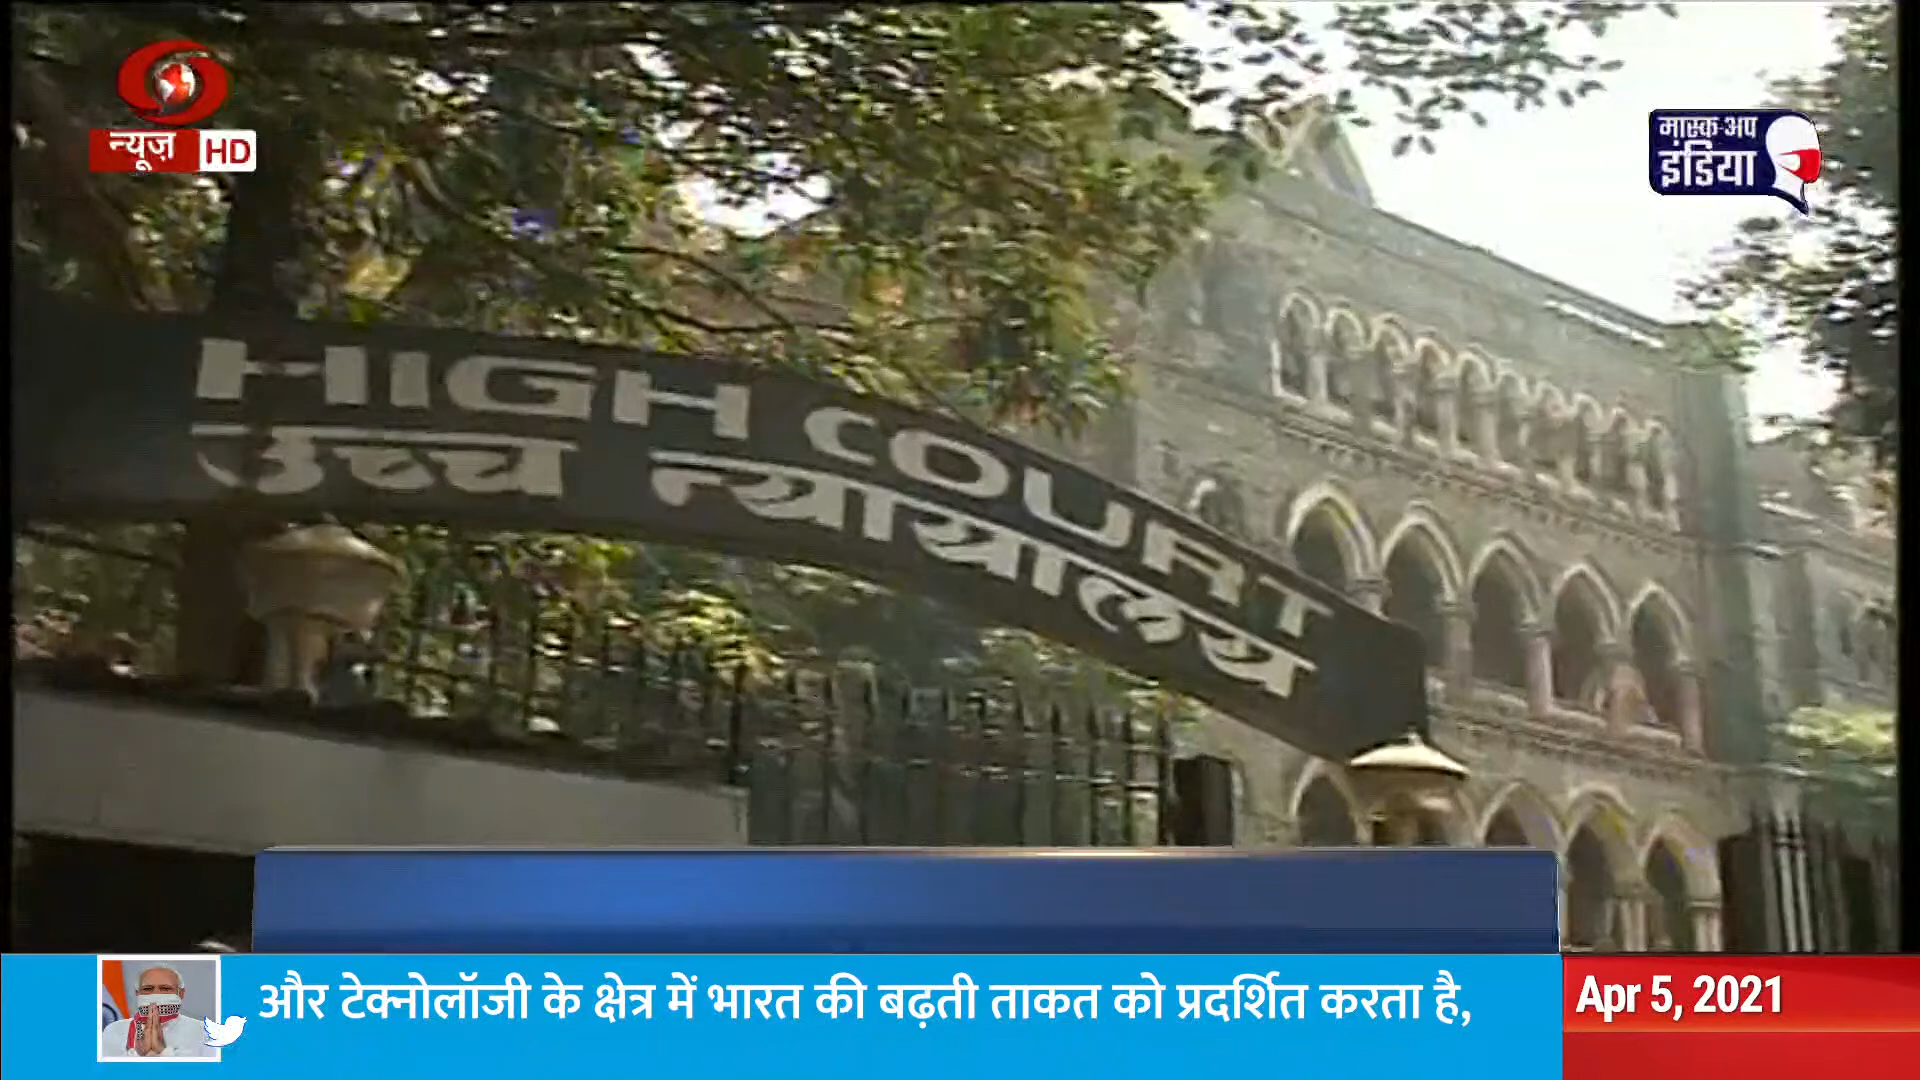 न्यूज़ HD
मास्क-अप
इंडिया
HIGH COURT
उच्च न्यायालय
और टेक्नोलॉजी के क्षेत्र में भारत की बढ़ती ताकत को प्रदर्शित करता है,
Apr 5, 2021